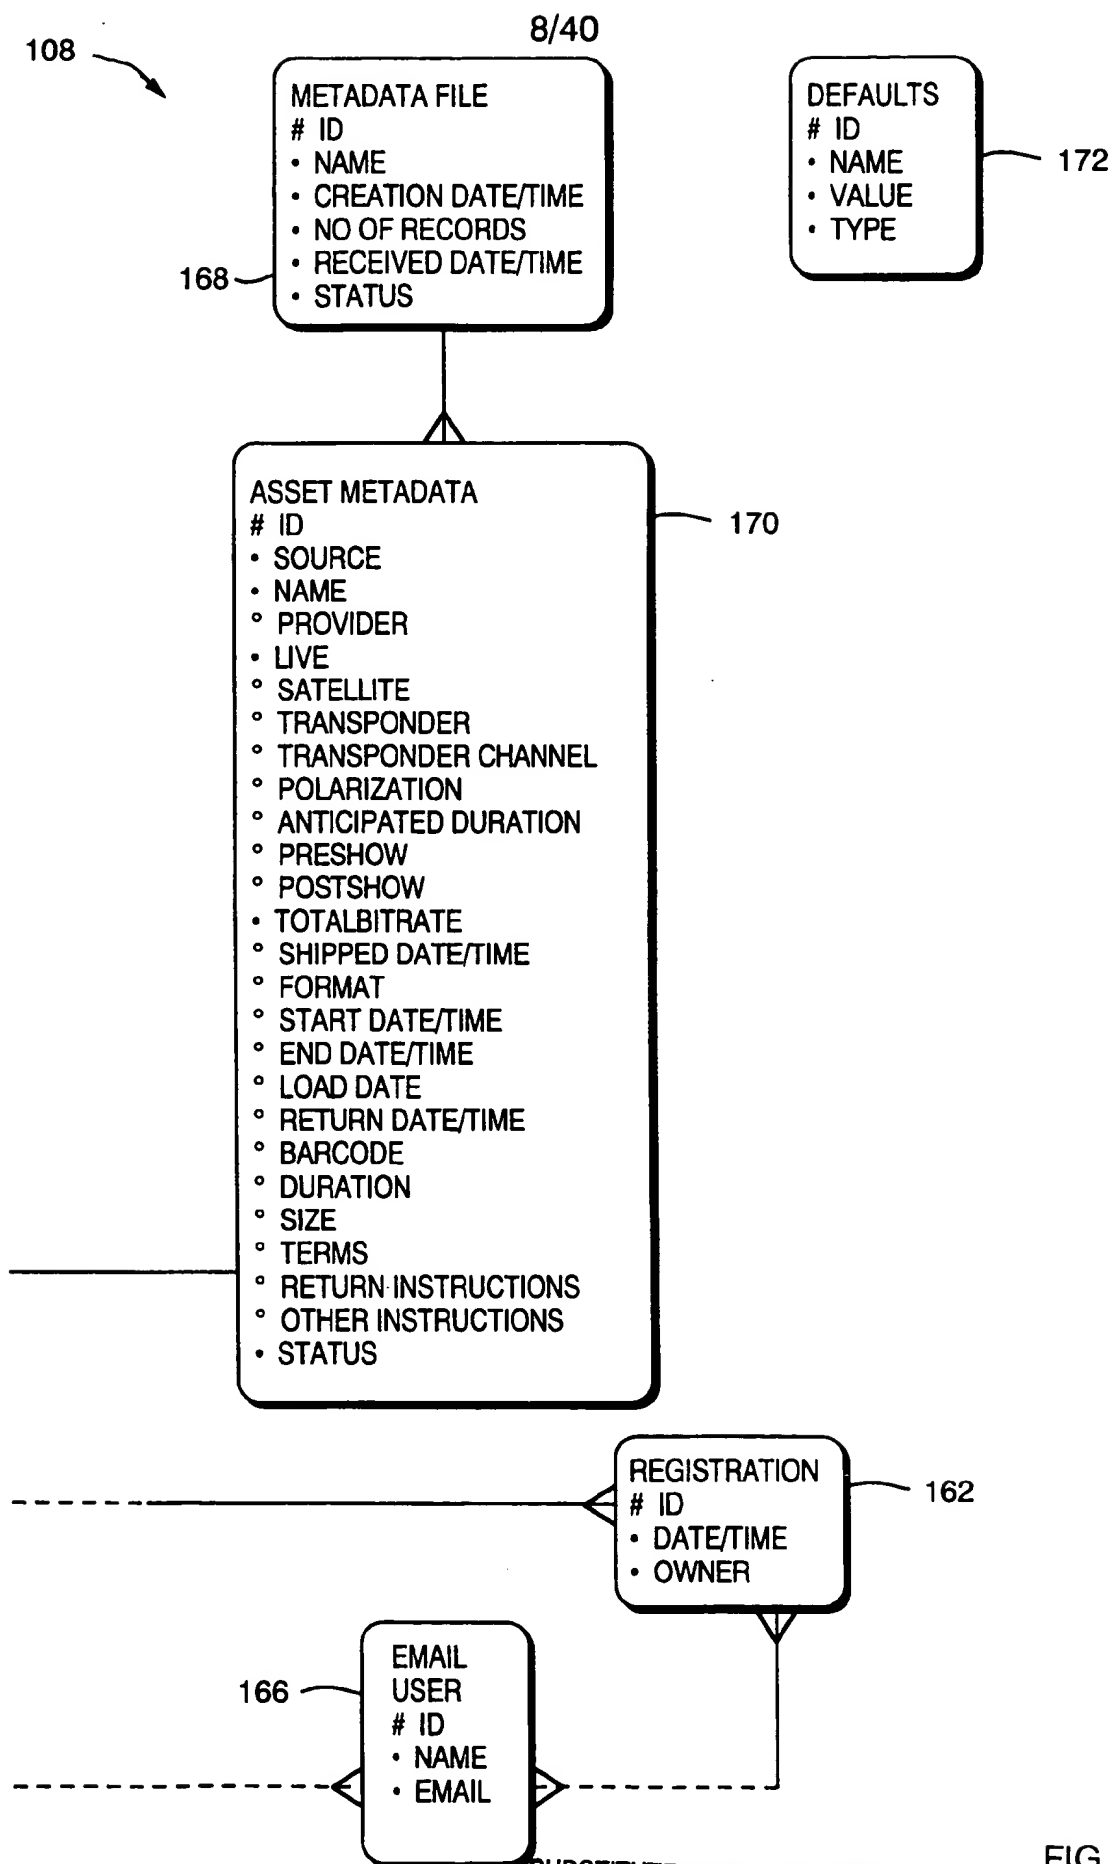 8/40
108
METADATA FILE
# ID
• NAME
• CREATION DATE/TIME
• NO OF RECORDS
• RECEIVED DATE/TIME
• STATUS
168
DEFAULTS
# ID
• NAME
• VALUE
• TYPE
172
ASSET METADATA
# ID
• SOURCE
• NAME
° PROVIDER
• LIVE
° SATELLITE
° TRANSPONDER
° TRANSPONDER CHANNEL
° POLARIZATION
° ANTICIPATED DURATION
° PRESHOW
° POSTSHOW
• TOTALBITRATE
° SHIPPED DATE/TIME
° FORMAT
° START DATE/TIME
° END DATE/TIME
° LOAD DATE
° RETURN DATE/TIME
° BARCODE
° DURATION
° SIZE
° TERMS
° RETURN INSTRUCTIONS
° OTHER INSTRUCTIONS
• STATUS
170
REGISTRATION
# ID
• DATE/TIME
• OWNER
162
EMAIL
USER
# ID
• NAME
• EMAIL
166
FIG